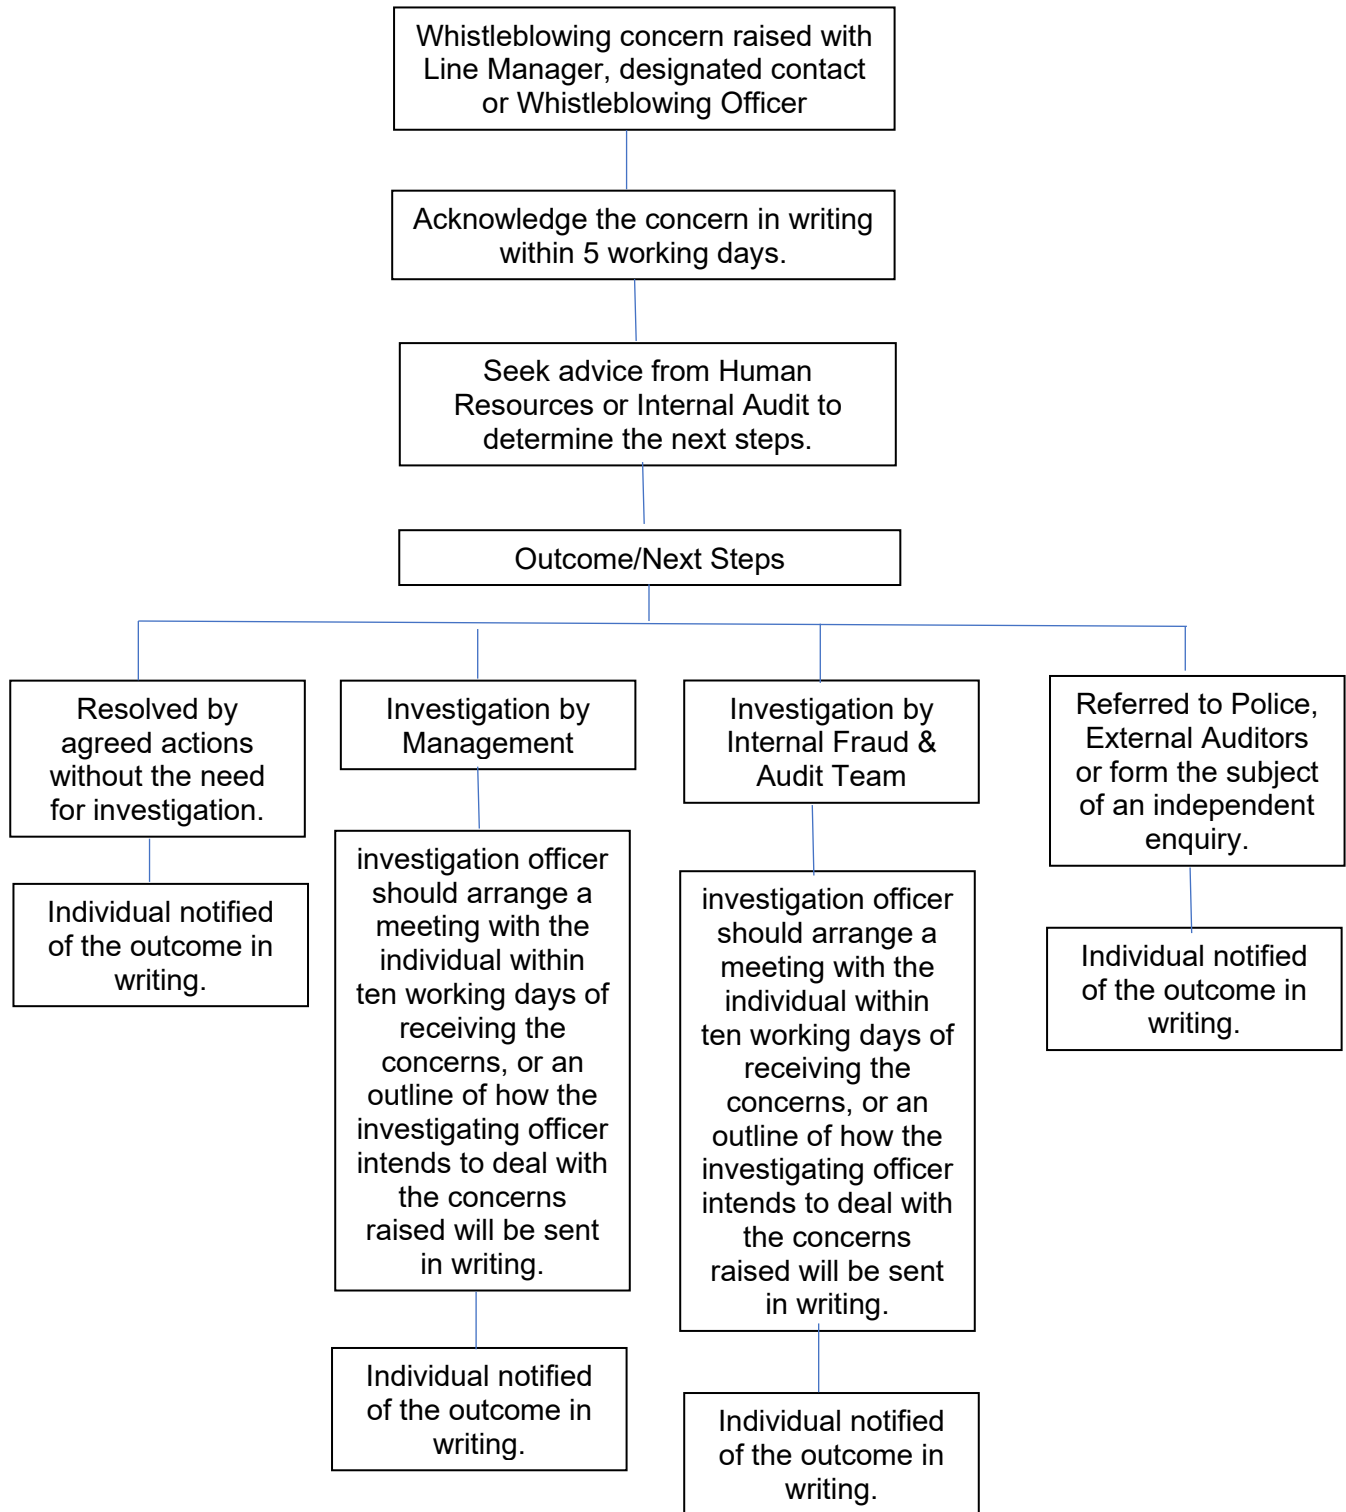 Whistleblowing concern raised with
Line Manager, designated contact
or Whistleblowing Officer
Acknowledge the concern in writing
within 5 working days.
Seek advice from Human
Resources or Internal Audit to
determine the next steps.
Outcome/Next Steps
Resolved by
agreed actions
without the need
for investigation.
Individual notified
of the outcome in
writing.
Investigation by
Management
investigation officer
should arrange a
meeting with the
individual within
ten working days of
receiving the
concerns, or an
outline of how the
investigating officer
intends to deal with
the concerns
raised will be sent
in writing.
Individual notified
of the outcome in
writing.
Investigation by
Internal Fraud &
Audit Team
investigation officer
should arrange a
meeting with the
individual within
ten working days of
receiving the
concerns, or an
outline of how the
investigating officer
intends to deal with
the concerns
raised will be sent
in writing.
Individual notified
of the outcome in
writing.
Referred to Police,
External Auditors
or form the subject
of an independent
enquiry.
Individual notified
of the outcome in
writing.